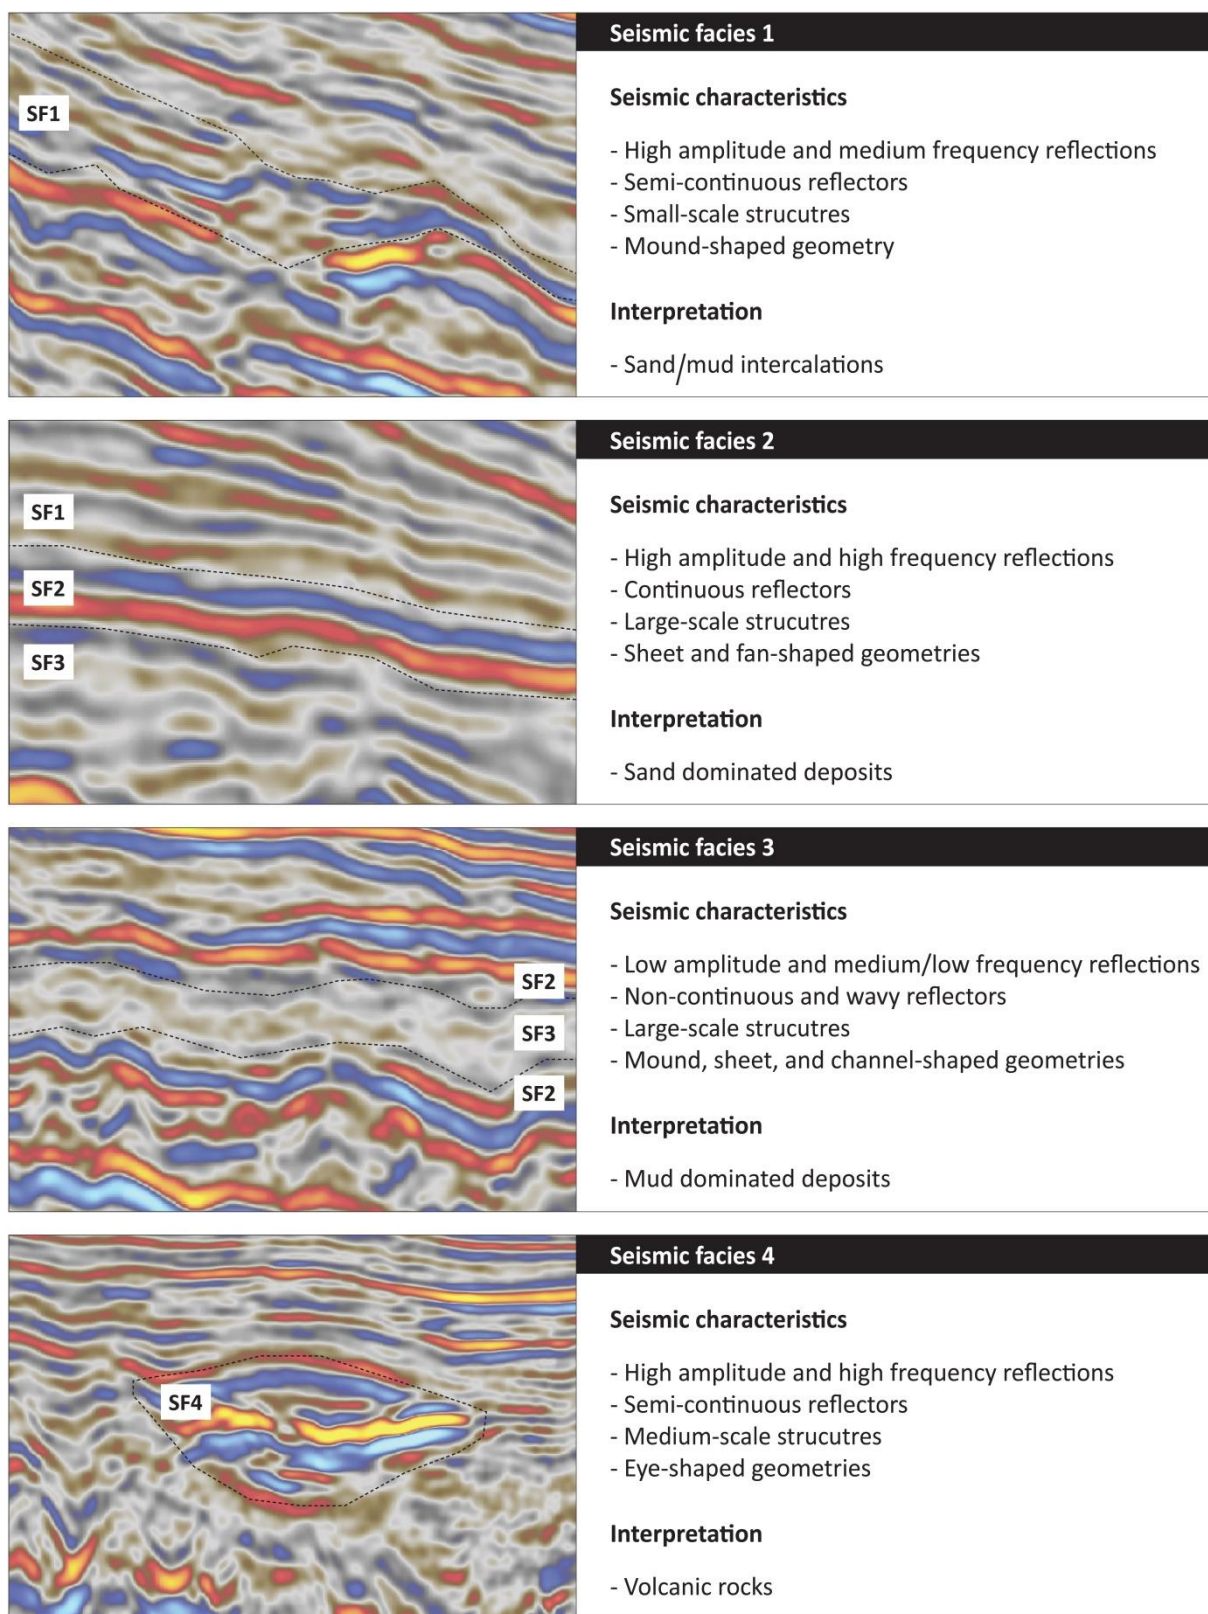 Seismic facies 1
SF1
Seismic characteristics
- High amplitude and medium frequency reflections
- Semi-continuous reflectors
- Small-scale strucutres
- Mound-shaped geometry
Interpretation
- Sand/mud intercalations
Seismic facies 2
SF1
SF2
SF3
Seismic characteristics
- High amplitude and high frequency reflections
- Continuous reflectors
- Large-scale strucutres
- Sheet and fan-shaped geometries
Interpretation
- Sand dominated deposits
Seismic facies 3
SF2
SF3
SF2
Seismic characteristics
- Low amplitude and medium/low frequency reflections
- Non-continuous and wavy reflectors
- Large-scale strucutres
- Mound, sheet, and channel-shaped geometries
Interpretation
- Mud dominated deposits
Seismic facies 4
SF4
Seismic characteristics
- High amplitude and high frequency reflections
- Semi-continuous reflectors
- Medium-scale strucutres
- Eye-shaped geometries
Interpretation
- Volcanic rocks